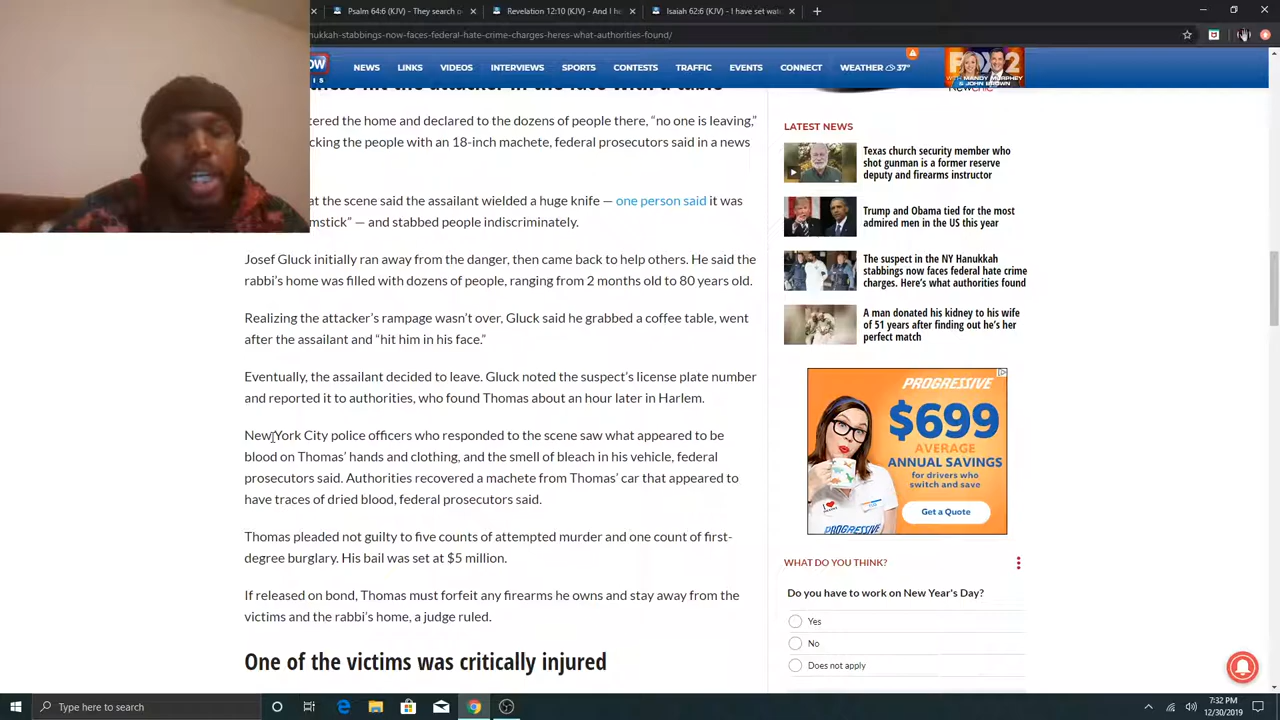 Psalm 64:6 (KJV) - They search o
Revelation 12:10 (KJV) - And I h
Isaiah 62:6 (KJV) - I have set wat
nukkah-stabbings-now-faces-federal-hate-crime-charges-heres-what-authorities-found/
NEWS LINKS VIDEOS INTERVIEWS SPORTS CONTESTS TRAFFIC EVENTS CONNECT WEATHER 37°
FOX 2
WITH MANDY MURPHEY
& JOHN BROWN
hit the attacker in with a table
tered the home and declared to the dozens of people there, “no one is leaving,”
cking the people with an 18-inch machete, federal prosecutors said in a news
at the scene said the assailant wielded a huge knife — one person said it was
mstick” — and stabbed people indiscriminately.
Josef Gluck initially ran away from the danger, then came back to help others. He said the
rabbi’s home was filled with dozens of people, ranging from 2 months old to 80 years old.
Realizing the attacker’s rampage wasn’t over, Gluck said he grabbed a coffee table, went
after the assailant and “hit him in his face.”
Eventually, the assailant decided to leave. Gluck noted the suspect’s license plate number
and reported it to authorities, who found Thomas about an hour later in Harlem.
New York City police officers who responded to the scene saw what appeared to be
blood on Thomas’ hands and clothing, and the smell of bleach in his vehicle, federal
prosecutors said. Authorities recovered a machete from Thomas’ car that appeared to
have traces of dried blood, federal prosecutors said.
Thomas pleaded not guilty to five counts of attempted murder and one count of first-
degree burglary. His bail was set at $5 million.
If released on bond, Thomas must forfeit any firearms he owns and stay away from the
victims and the rabbi’s home, a judge ruled.
One of the victims was critically injured
Newchic
LATEST NEWS
Texas church security member who
shot gunman is a former reserve
deputy and firearms instructor
Trump and Obama tied for the most
admired men in the US this year
The suspect in the NY Hanukkah
stabbings now faces federal hate crime
charges. Here’s what authorities found
A man donated his kidney to his wife
of 51 years after finding out he’s her
perfect match
PROGRESSIVE
$699
AVERAGE
ANNUAL SAVINGS
for drivers who
switch and save
Get a Quote
PROGRESSIVE
WHAT DO YOU THINK?
Do you have to work on New Year's Day?
Yes
No
Does not apply
Type here to search
7:32 PM
12/30/2019